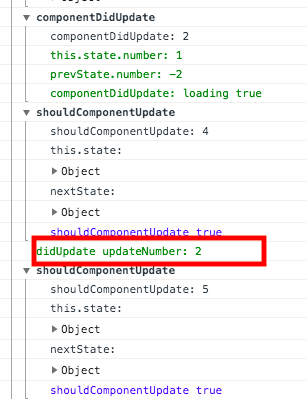 Object
componentDidUpdate
componentDidUpdate: 2
this.state.number: 1
prevState.number: -2
componentDidUpdate: loading true
shouldComponentUpdate
shouldComponentUpdate: 4
this.state:
Object
nextState:
Object
shouldComponentUpdate true
didUpdate updateNumber: 2
shouldComponentUpdate
shouldComponentUpdate: 5
this.state:
Object
nextState:
Object
shouldComponentUpdate true